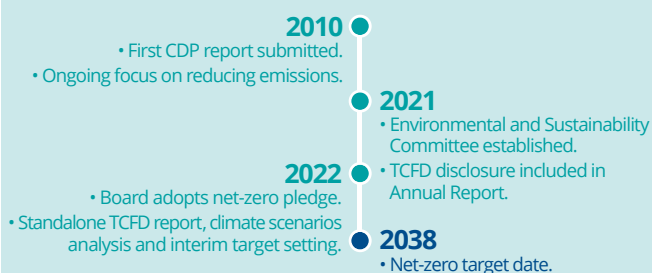 2010
• First CDP report submitted.
• Ongoing focus on reducing emissions.
2021
• Environmental and Sustainability
Committee established.
• TCFD disclosure included in
Annual Report.
2022
• Board adopts net-zero pledge.
• Standalone TCFD report, climate scenarios
analysis and interim target setting.
2038
• Net-zero target date.